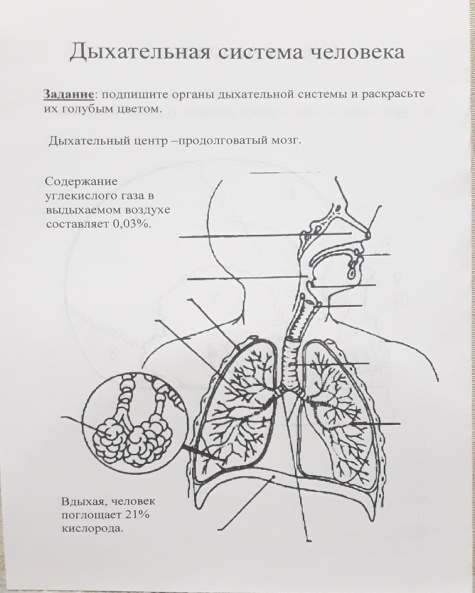 Дыхательная система человека
Задание: подпишите органы дыхательной системы и раскрасьте
их голубым цветом.
Дыхательный центр –продолговатый мозг.
Содержание
углекислого газа в
выдыхаемом воздухе
составляет 0,03%.
Вдыхая, человек
поглощает 21%
кислорода.